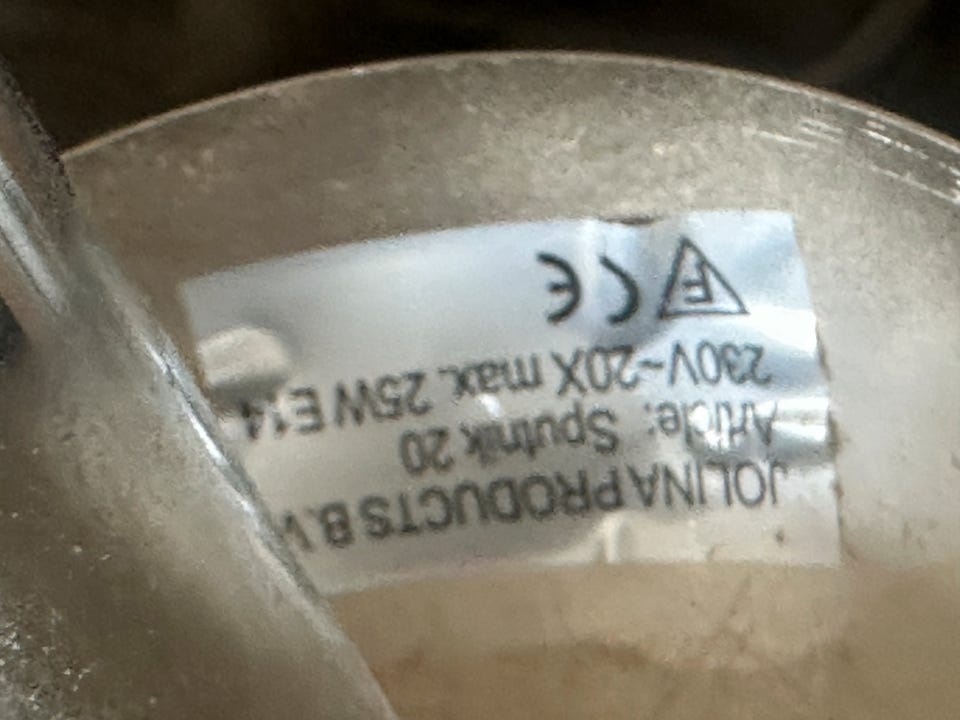 JOLINA PRODUCTS B.V
Article: Sputnik 20
230V~20X max. 25W E14
F CE